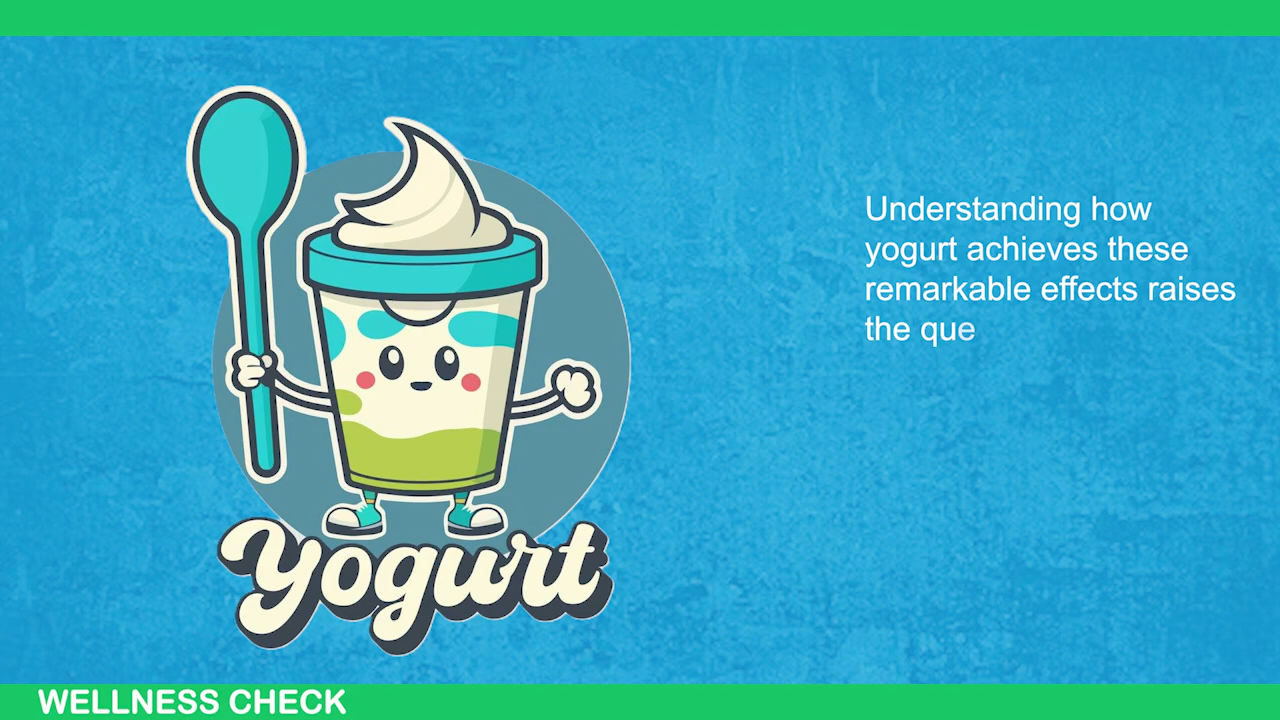 Understanding how
yogurt achieves these
remarkable effects raises
the que
Yogurt
WELLNESS CHECK